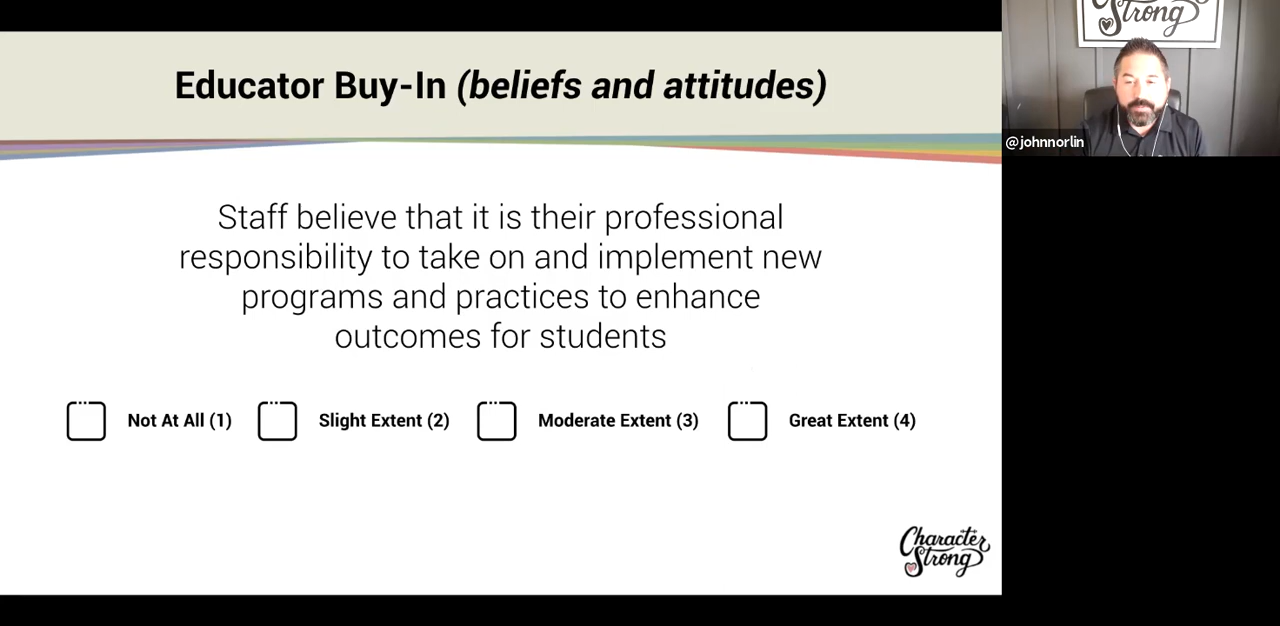 Educator Buy-In (beliefs and attitudes)
Staff believe that it is their professional
responsibility to take on and implement new
programs and practices to enhance
outcomes for students
Not At All (1) Slight Extent (2) Moderate Extent (3) Great Extent (4)
Character
Strong
Strong
@johnnorlin